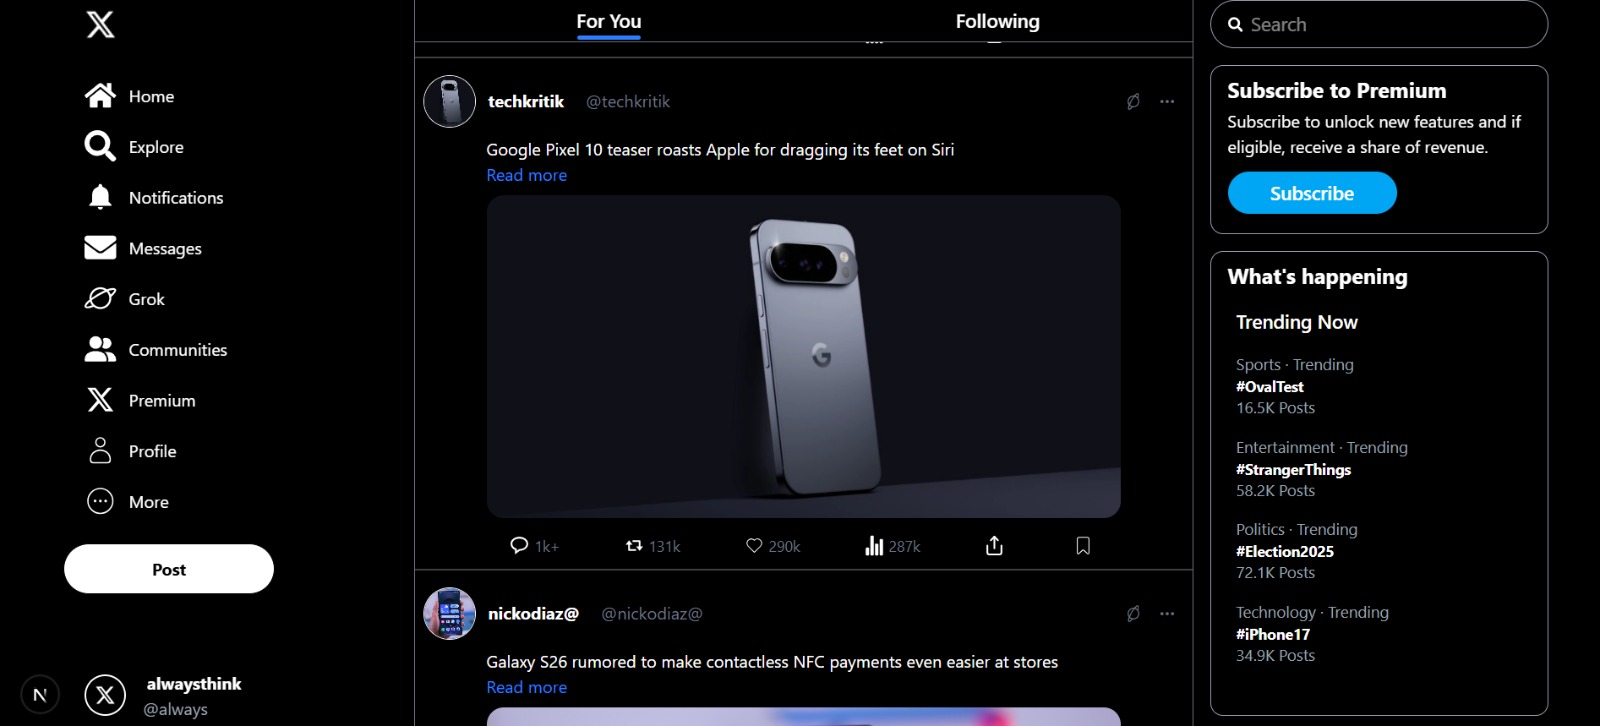 Home
Explore
Notifications
Messages
Grok
Communities
Premium
Profile
More
Post
alwaysthink
@always
N
For You
Following
techkritik @techkritik
Google Pixel 10 teaser roasts Apple for dragging its feet on Siri
Read more
G
1k+ 131k 290k 287k
nickodiaz@ @nickodiaz@
Galaxy S26 rumored to make contactless NFC payments even easier at stores
Read more
Search
Subscribe to Premium
Subscribe to unlock new features and if
eligible, receive a share of revenue.
Subscribe
What's happening
Trending Now
Sports · Trending
#OvalTest
16.5K Posts
Entertainment · Trending
#StrangerThings
58.2K Posts
Politics · Trending
#Election2025
72.1K Posts
Technology · Trending
#iPhone17
34.9K Posts